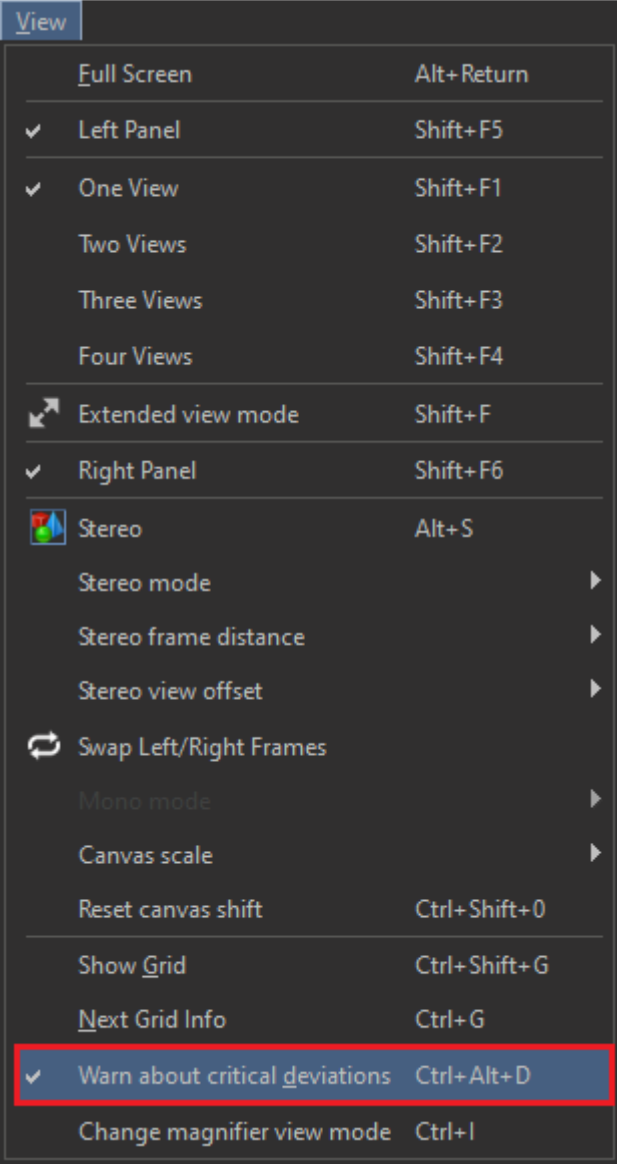 View
Full Screen Alt+Return
Left Panel Shift+F5
One View Shift+F1
Two Views Shift+F2
Three Views Shift+F3
Four Views Shift+F4
Extended view mode Shift+F
Right Panel Shift+F6
Stereo Alt+S
Stereo mode
Stereo frame distance
Stereo view offset
Swap Left/Right Frames
Mono mode
Canvas scale
Reset canvas shift Ctrl+Shift+0
Show Grid Ctrl+Shift+G
Next Grid Info Ctrl+G
Warn about critical deviations Ctrl+Alt+D
Change magnifier view mode Ctrl+I